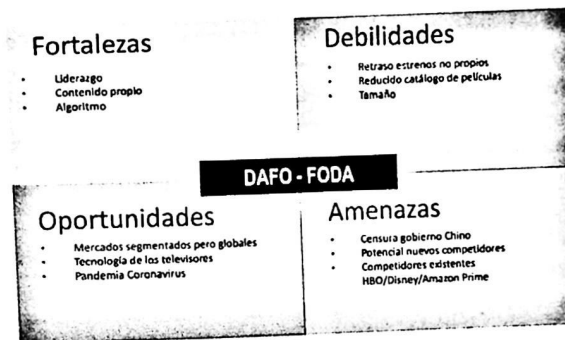 Fortalezas
• Liderazgo
• Contenido propio
• Algoritmo
Debilidades
• Retraso estrenos no propios
• Reducido catálogo de películas
• Tamaño
DAFO - FODA
Oportunidades
• Mercados segmentados pero globales
• Tecnología de los televisores
• Pandemia Coronavirus
Amenazas
• Censura gobierno Chino
• Potencial nuevos competidores
• Competidores existentes
HBO/Disney/Amazon Prime